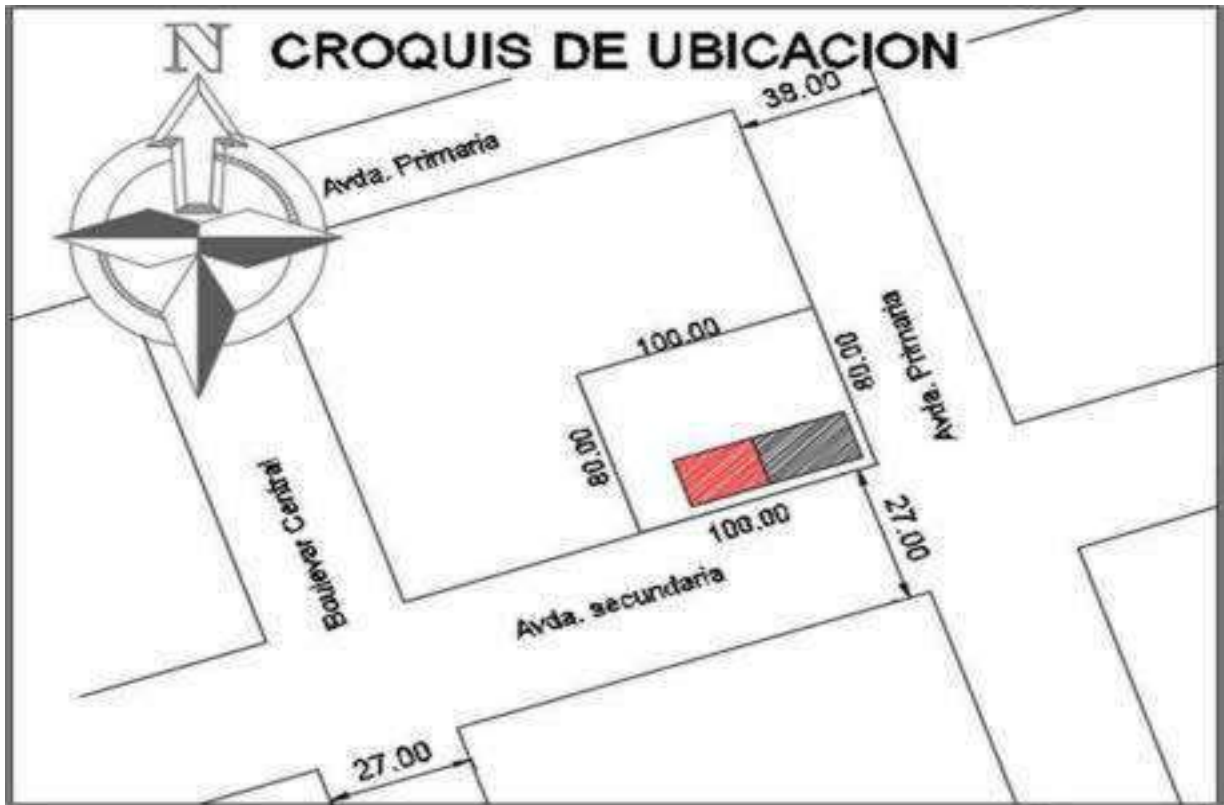 N
CROQUIS DE UBICACION
38.00
Avda. Primaria
100.00
80.00
Avda. Primaria
80.00
100.00
27.00
Baulevar Central
Avda. secundaria
27.00